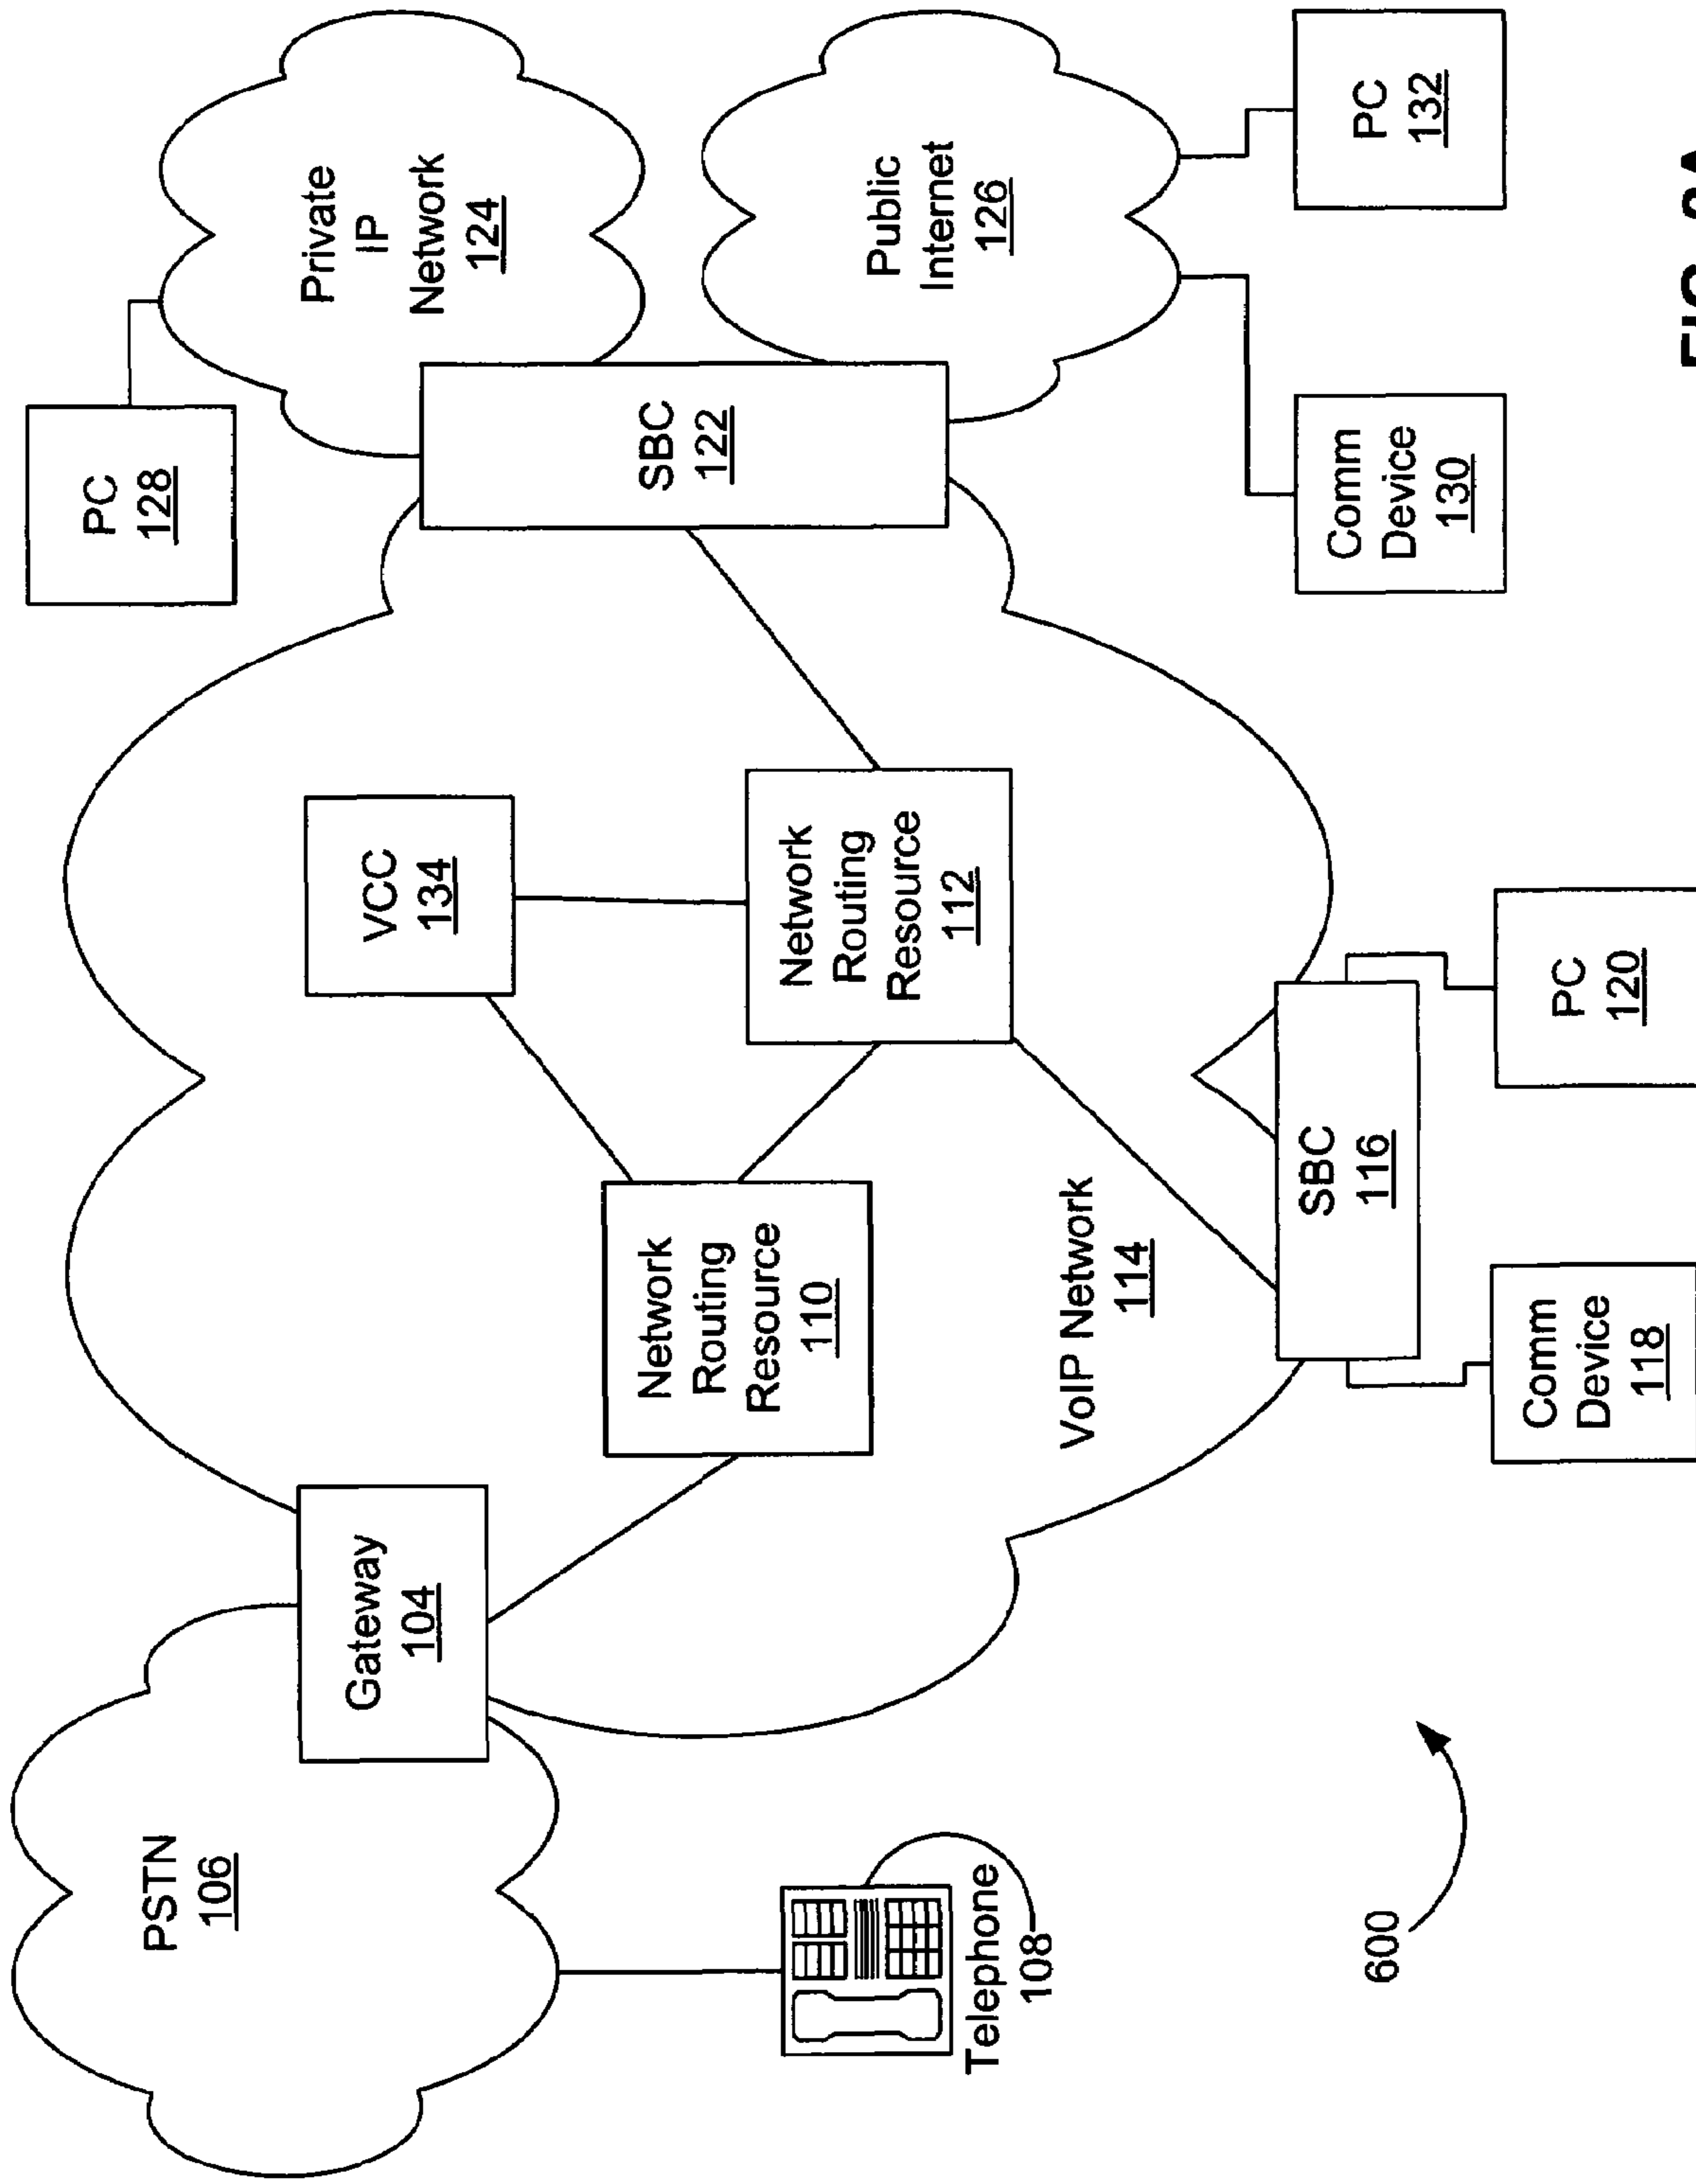 PC
128
PSTN
106
Private
IP
Network
124
Gateway
104
VCC
134
Network
Routing
Resource
110
SBC
122
Network
Routing
Resource
112
Public
Internet
126
Telephone
108
VoIP Network
114
SBC
116
Comm
Device
130
PC
132
600
Comm
Device
118
PC
120
FIG.